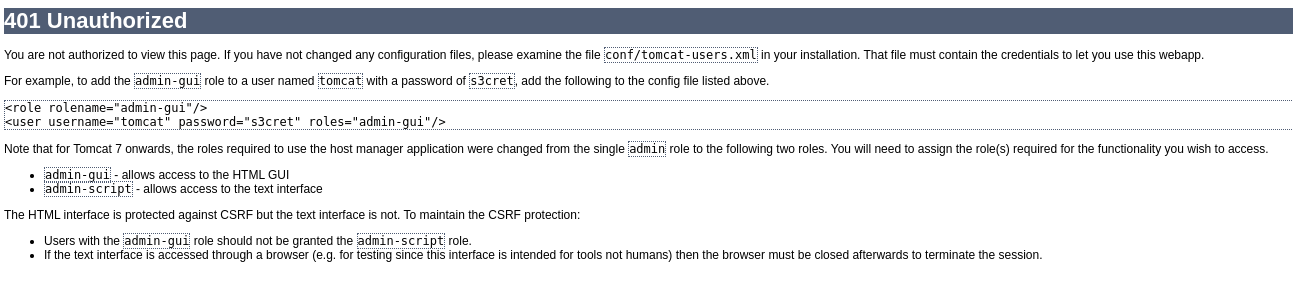 401 Unauthorized
You are not authorized to view this page. If you have not changed any configuration files, please examine the file conf/tomcat-users.xml in your installation. That file must contain the credentials to let you use this webapp.
For example, to add the admin-gui role to a user named tomcat with a password of s3cret, add the following to the config file listed above.
<role rolename="admin-gui"/>
<user username="tomcat" password="s3cret" roles="admin-gui"/>
Note that for Tomcat 7 onwards, the roles required to use the host manager application were changed from the single admin role to the following two roles. You will need to assign the role(s) required for the functionality you wish to access.
• admin-gui - allows access to the HTML GUI
• admin-script - allows access to the text interface
The HTML interface is protected against CSRF but the text interface is not. To maintain the CSRF protection:
• Users with the admin-gui role should not be granted the admin-script role.
• If the text interface is accessed through a browser (e.g. for testing since this interface is intended for tools not humans) then the browser must be closed afterwards to terminate the session.